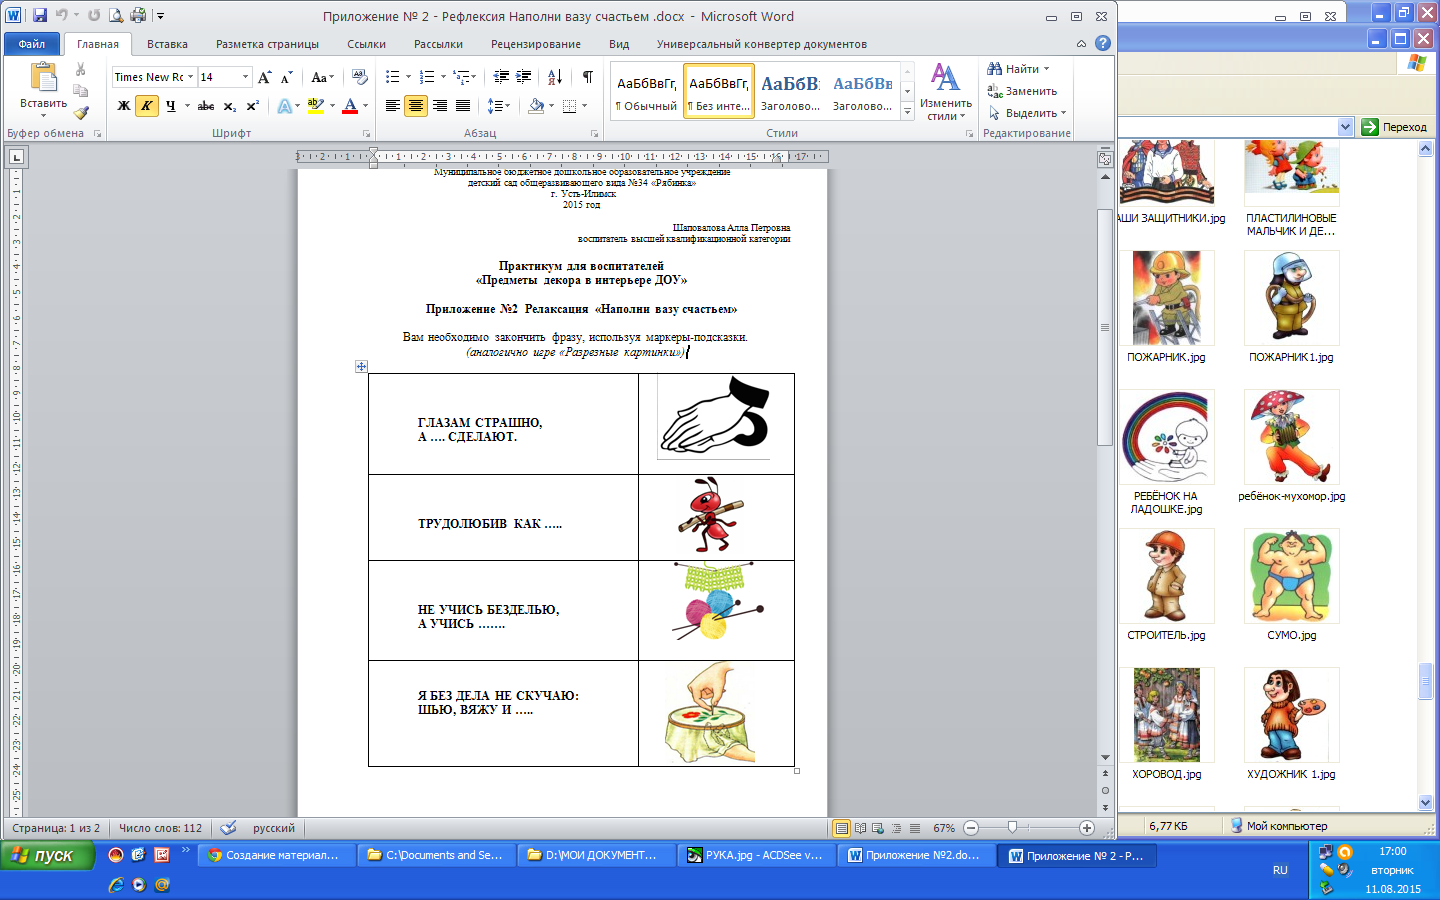 Приложение № 2 - Рефлексия Наполни вазу счастьем .docx - Microsoft Word
Файл
Главная
Вставка
Разметка страницы
Ссылки
Рассылки
Рецензирование
Вид
Универсальный конвертер документов
Вставить
Буфер обмена
Times New Rc
14
Шрифт
Абзац
АаБбВвГг,
¶ Обычный
АаБбВвГг,
¶ Без инте...
АаБбВ
Заголово...
АаБбВв
Заголово...
Изменить
стили
Стили
Найти
Заменить
Выделить
Редактирование
Переход
Муниципальное бюджетное дошкольное образовательное учреждение
детский сад общеразвивающего вида №34 «Рябинка»
г. Усть-Илимск
2015 год
Шаповалова Алла Петровна
воспитатель высшей квалификационной категории
Практикум для воспитателей
«Предметы декора в интерьере ДОУ»
Приложение №2 Релаксация «Наполни вазу счастьем»
Вам необходимо закончить фразу, используя маркеры-подсказки.
(аналогично игре «Разрезные картинки»)
ГЛАЗАМ СТРАШНО,
А …. СДЕЛАЮТ.
ТРУДОЛЮБИВ КАК …..
НЕ УЧИСЬ БЕЗДЕЛЬЮ,
А УЧИСЬ …….
Я БЕЗ ДЕЛА НЕ СКУЧАЮ:
ШЬЮ, ВЯЖУ И …..
АШИ ЗАЩИТНИКИ.jpg
ПЛАСТИЛИНОВЫЕ
МАЛЬЧИК И ДЕ...
ПОЖАРНИК.jpg
ПОЖАРНИК1.jpg
РЕБЁНОК НА
ЛАДОШКЕ.jpg
ребёнок-мухомор.jpg
СТРОИТЕЛЬ.jpg
СУМО.jpg
ХОРОВОД.jpg
ХУДОЖНИК 1.jpg
Страница: 1 из 2
Число слов: 112
русский
67%
6,77 КБ
Мой компьютер
пуск
Создание материал...
C:\Documents and Se...
D:\МОИ ДОКУМЕНТ...
РУКА.jpg - ACDSee v...
Приложение №2.do...
Приложение № 2 - Р...
RU
17:00
вторник
11.08.2015